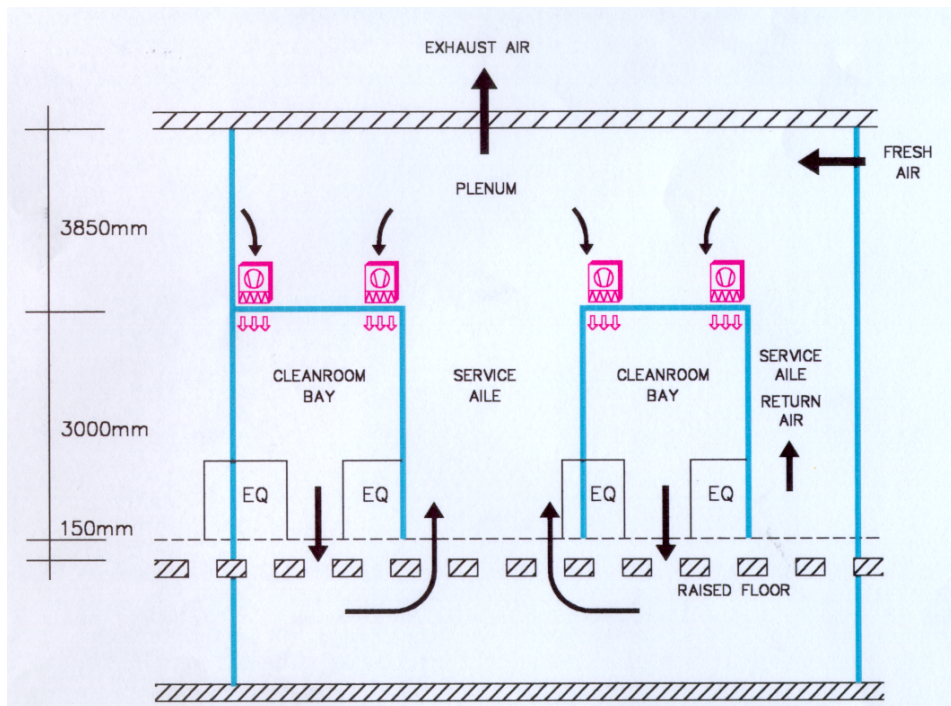 EXHAUST AIR
FRESH
AIR
PLENUM
3850mm
CLEANROOM
BAY
SERVICE
AILE
CLEANROOM
BAY
SERVICE
AILE
RETURN
AIR
3000mm
EQ
EQ
EQ
EQ
150mm
RAISED FLOOR